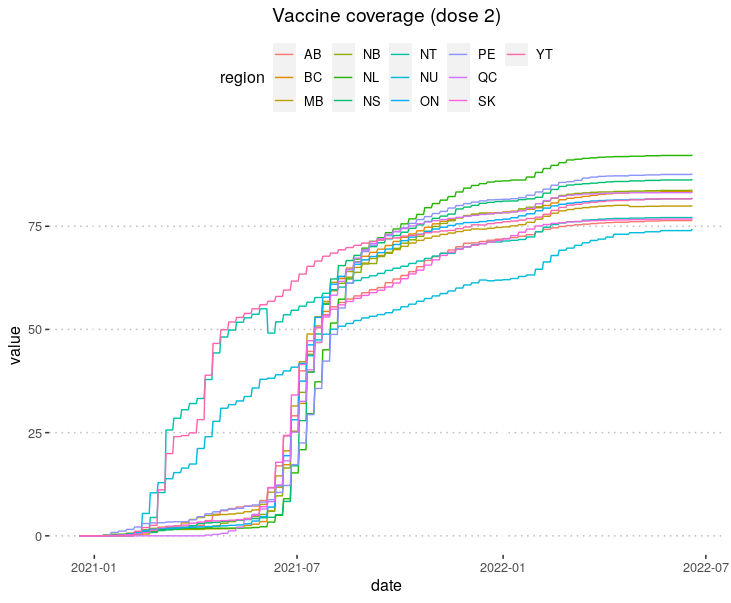 Vaccine coverage (dose 2)
region
AB NB NT PE YT
BC NL NU QC
MB NS ON SK
value
75
50
25
0
2021-01 2021-07 2022-01 2022-07
date